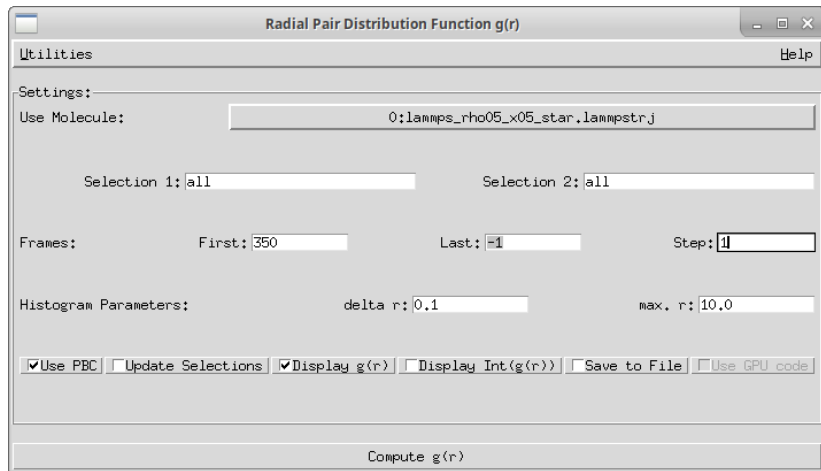 Radial Pair Distribution Function g(r)
Utilities Help
Settings:
Use Molecule: 0:lammps_rho05_x05_star.lammpstrj
Selection 1: all Selection 2: all
Frames: First: 350 Last: -1 Step: 1
Histogram Parameters: delta r: 0.1 max. r: 10.0
Use PBC Update Selections Display g(r) Display Int(g(r)) Save to File Use GPU code
Compute g(r)